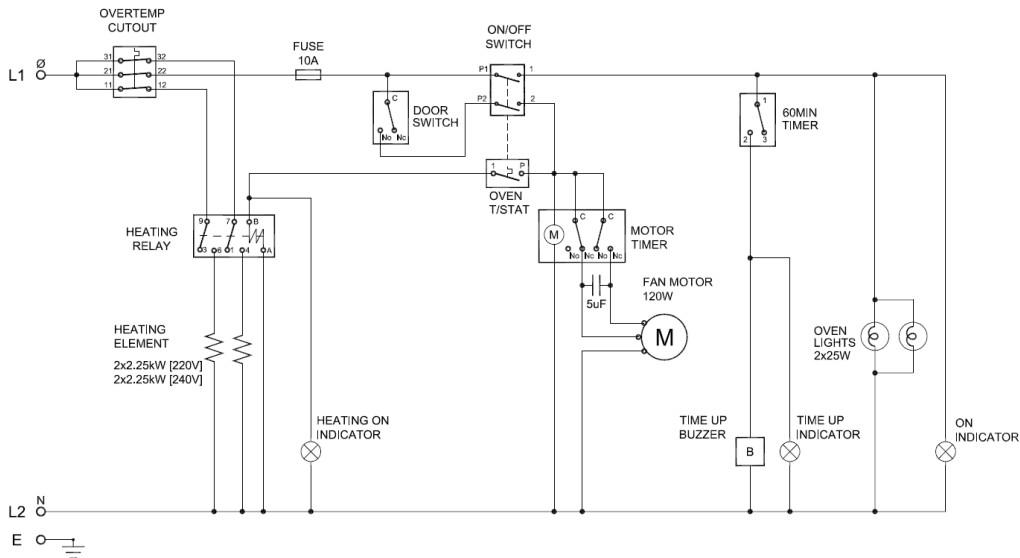 OVERTEMP
CUTOUT
31 32
21 22
11 12
L1 Ø
FUSE
10A
ON/OFF
SWITCH
P1 1
P2 2
C
No Nc
DOOR
SWITCH
1 P
OVEN
T/STAT
1
2 3
60MIN
TIMER
HEATING
RELAY
9 7 B
3 6 1 4 A
M
C C
No Nc No Nc
MOTOR
TIMER
5uF
FAN MOTOR
120W
M
HEATING
ELEMENT
2x2.25kW [220V]
2x2.25kW [240V]
OVEN
LIGHTS
2x25W
HEATING ON
INDICATOR
TIME UP
BUZZER
B
TIME UP
INDICATOR
ON
INDICATOR
L2 N
E